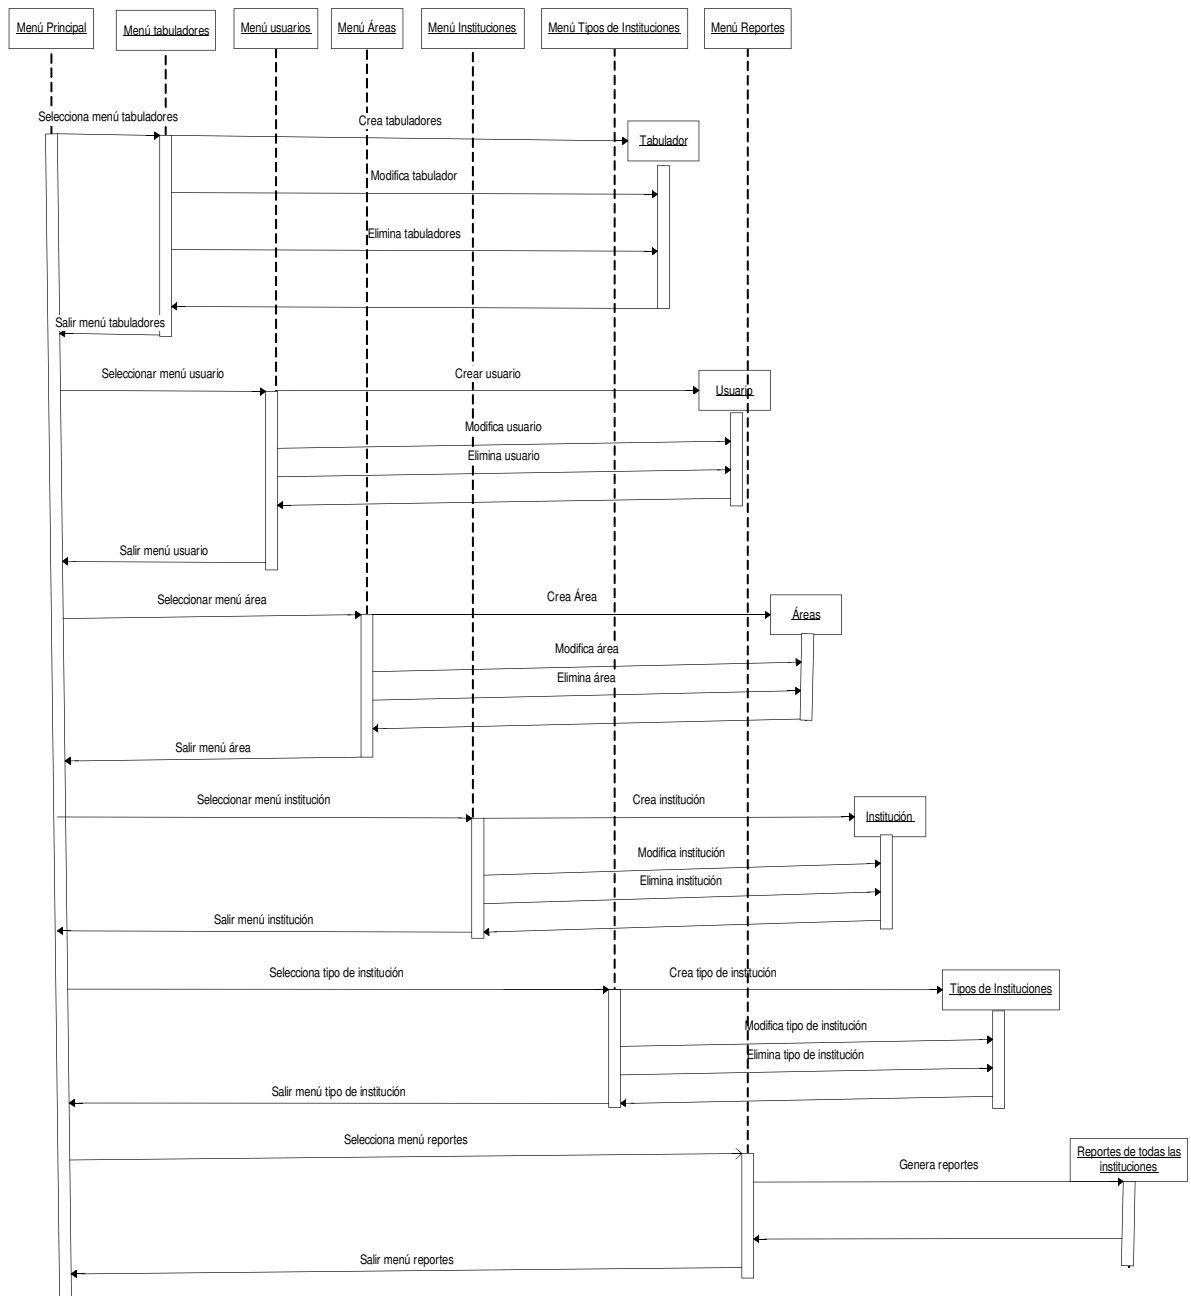 Menú Principal
Menú tabuladores
Menú usuarios
Menú Áreas
Menú Instituciones
Menú Tipos de Instituciones
Menú Reportes
Selecciona menú tabuladores
Crea tabuladores
Tabulador
Modifica tabulador
Elimina tabuladores
Salir menú tabuladores
Seleccionar menú usuario
Crear usuario
Usuario
Modifica usuario
Elimina usuario
Salir menú usuario
Seleccionar menú área
Crea Área
Áreas
Modifica área
Elimina área
Salir menú área
Seleccionar menú institución
Crea institución
Institución
Modifica institución
Elimina institución
Salir menú institución
Selecciona tipo de institución
Crea tipo de institución
Tipos de Instituciones
Modifica tipo de institución
Elimina tipo de institución
Salir menú tipo de institución
Selecciona menú reportes
Genera reportes
Reportes de todas las
instituciones
Salir menú reportes